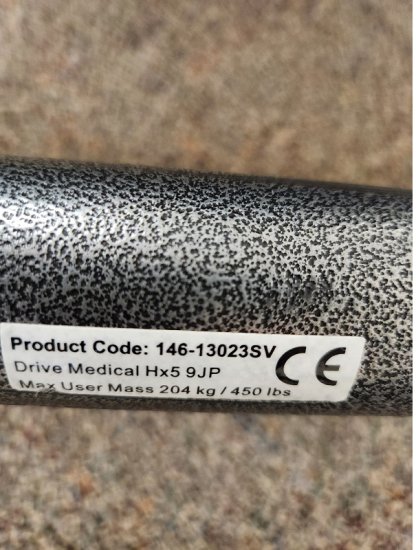 Product Code: 146-13023SV CE
Drive Medical Hx5 9JP
Max User Mass 204 kg / 450 lbs